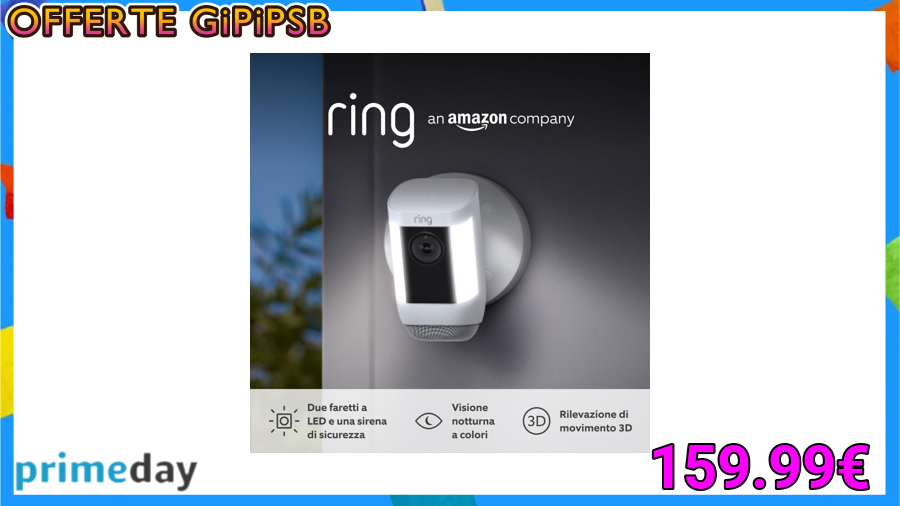 OFFERTE GiPiPSB
ring an amazon company
ring
Due faretti a
LED e una sirena
di sicurezza
Visione
notturna
a colori
3D
Rilevazione di
movimento 3D
primeday
159.99€